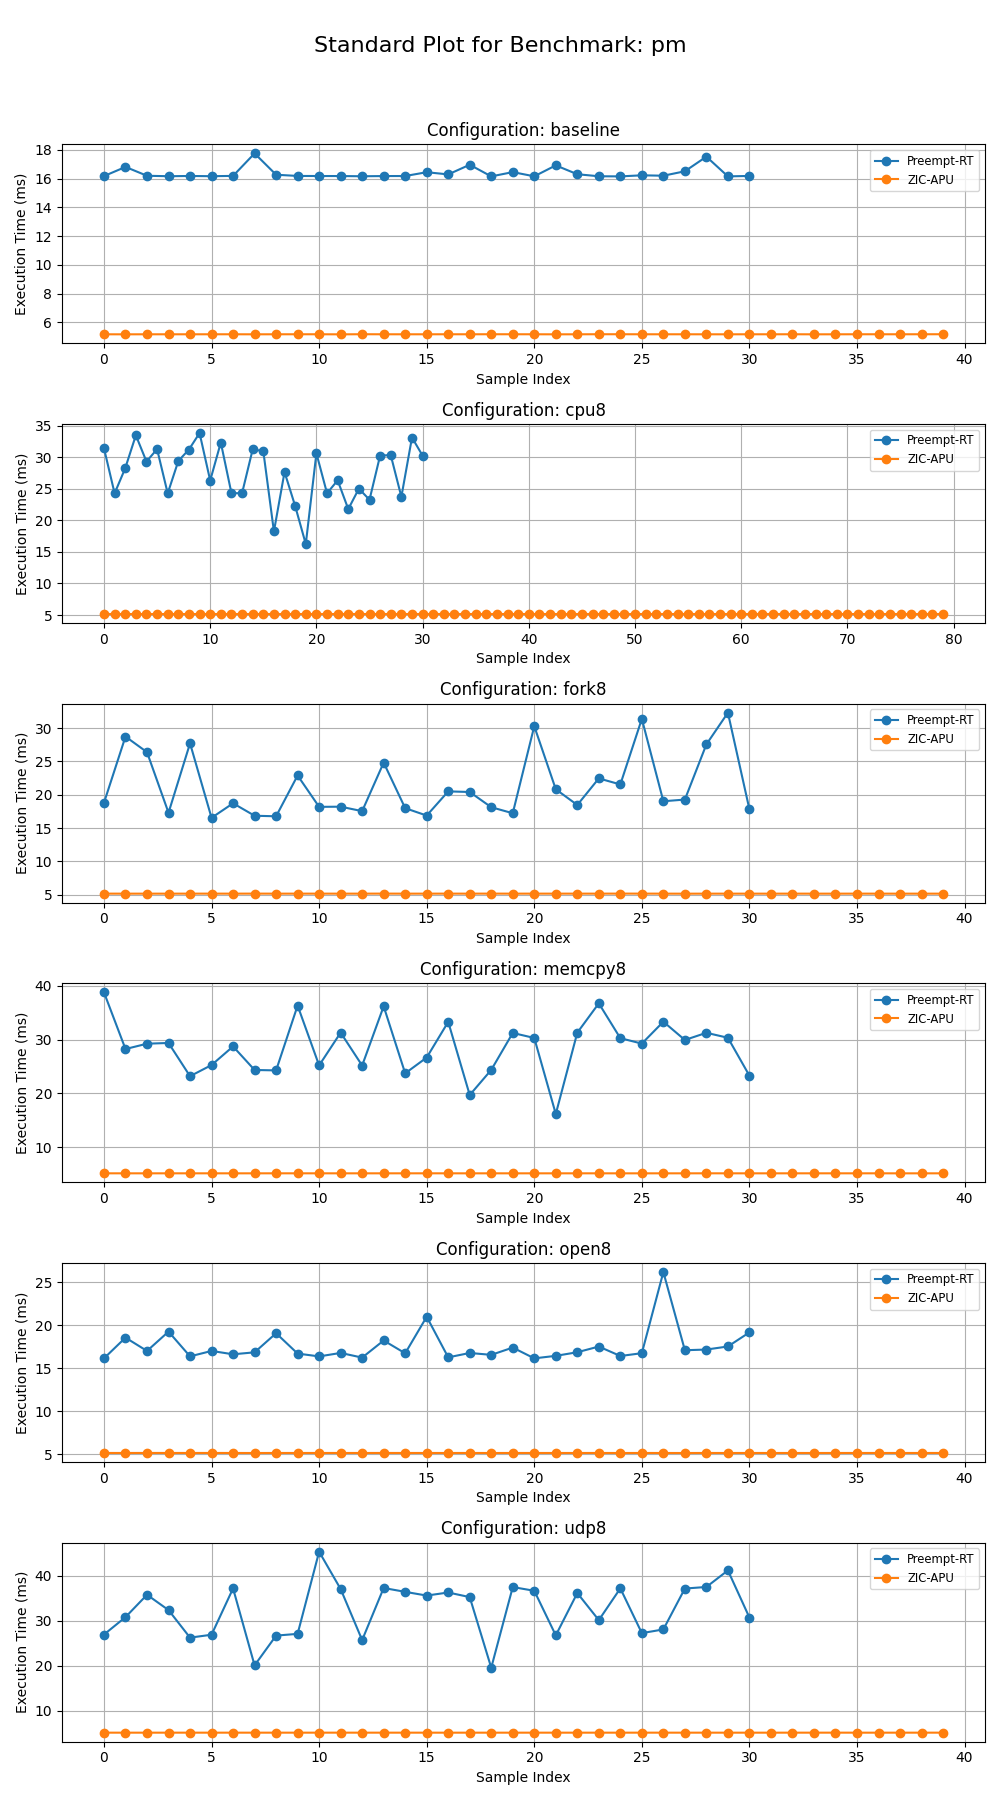 Standard Plot for Benchmark: pm
Configuration: baseline
Execution Time (ms)
18
16
14
12
10
8
6
Preempt-RT
ZIC-APU
0 5 10 15 20 25 30 35 40
Sample Index
Configuration: cpu8
Execution Time (ms)
35
30
25
20
15
10
5
Preempt-RT
ZIC-APU
0 10 20 30 40 50 60 70 80
Sample Index
Configuration: fork8
Execution Time (ms)
30
25
20
15
10
5
Preempt-RT
ZIC-APU
0 5 10 15 20 25 30 35 40
Sample Index
Configuration: memcpy8
Execution Time (ms)
40
30
20
10
Preempt-RT
ZIC-APU
0 5 10 15 20 25 30 35 40
Sample Index
Configuration: open8
Execution Time (ms)
25
20
15
10
5
Preempt-RT
ZIC-APU
0 5 10 15 20 25 30 35 40
Sample Index
Configuration: udp8
Execution Time (ms)
40
30
20
10
Preempt-RT
ZIC-APU
0 5 10 15 20 25 30 35 40
Sample Index